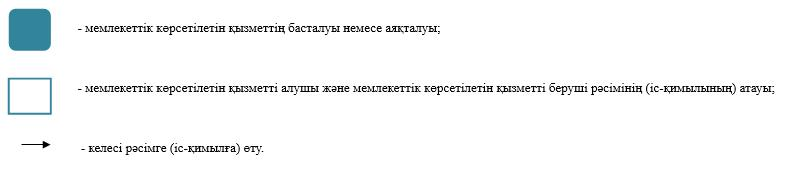 - мемлекеттік көрсетілетін қызметтің басталуы немесе аяқталуы;
- мемлекеттік көрсетілетін қызметті алушы және мемлекеттік көрсетілетін қызметті беруші рәсімінің (іс-қимылының) атауы;
- келесі рәсімге (іс-қимылға) өту.